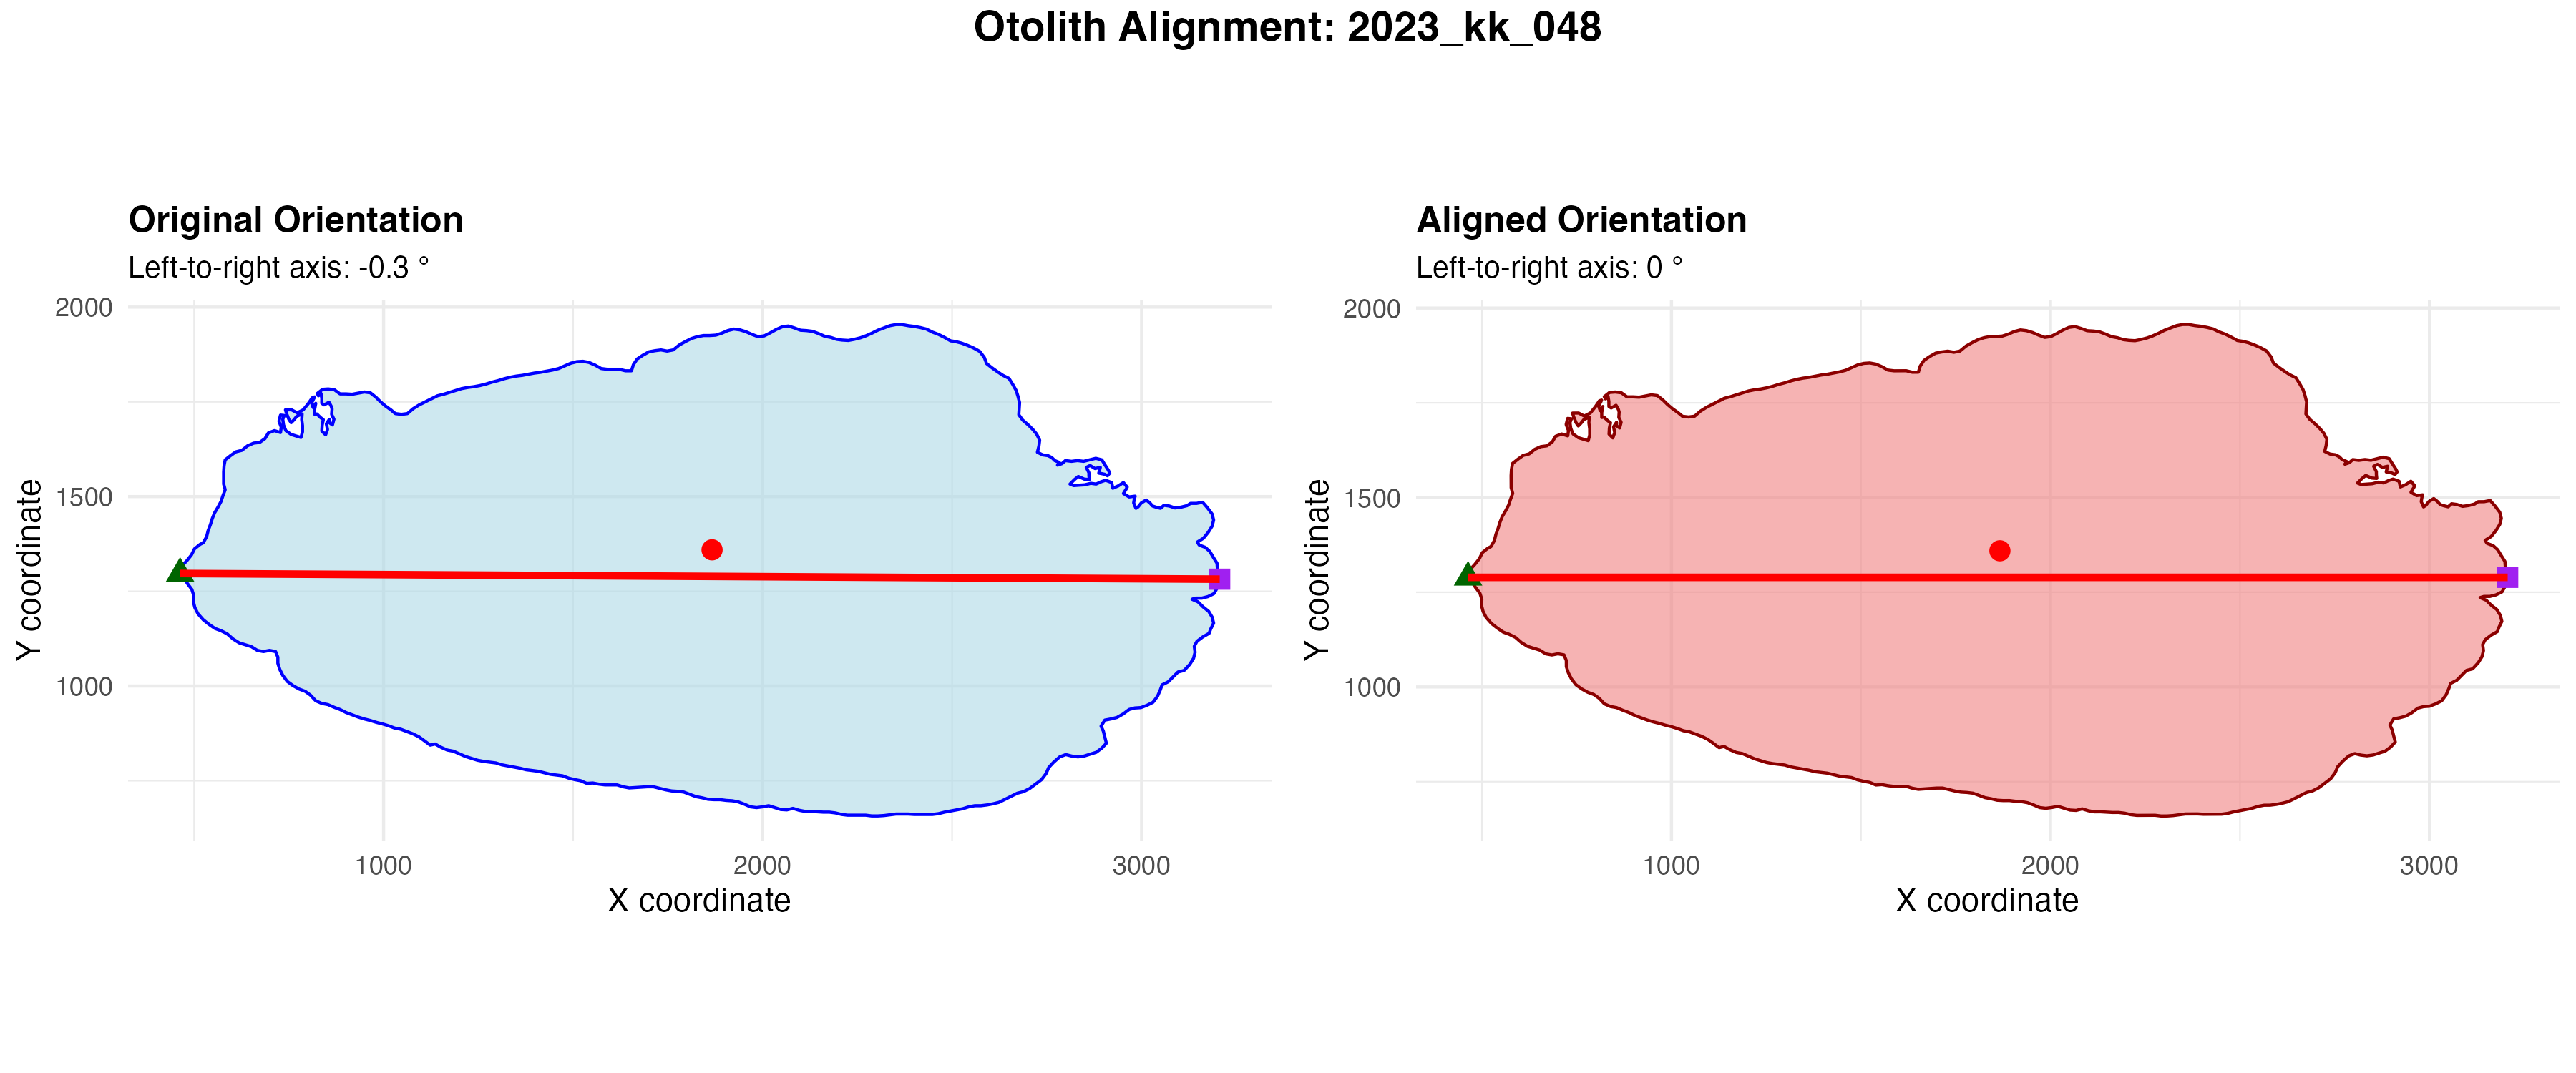 Otolith Alignment: 2023_kk_048
Original Orientation
Left-to-right axis: -0.3 °
2000
1500
1000
Y coordinate
1000
2000
3000
X coordinate
Aligned Orientation
Left-to-right axis: 0 °
2000
1500
1000
Y coordinate
1000
2000
3000
X coordinate